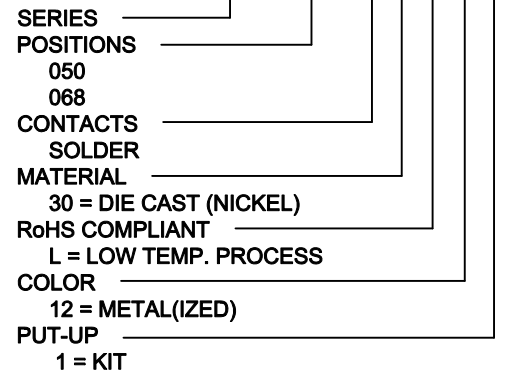 SERIES
POSITIONS
050
068
CONTACTS
SOLDER
MATERIAL
30 = DIE CAST (NICKEL)
RoHS COMPLIANT
L = LOW TEMP. PROCESS
COLOR
12 = METAL(IZED)
PUT-UP
1 = KIT